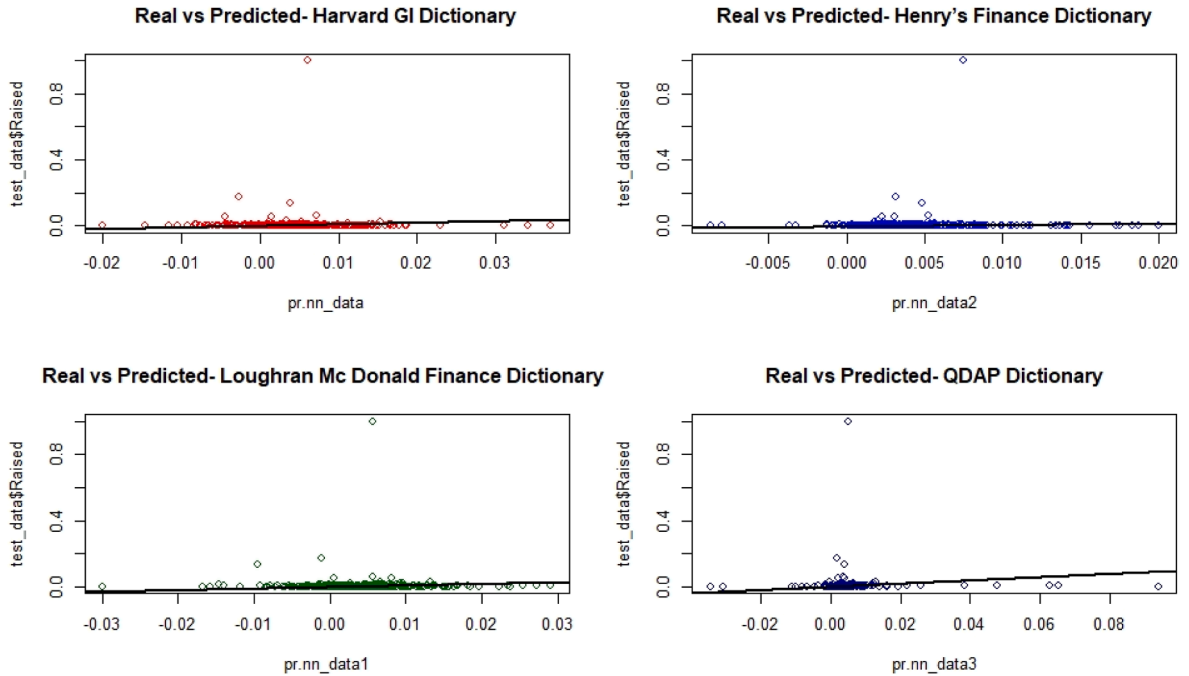 Real vs Predicted- Harvard GI Dictionary
test_data$Raised
0.8
0.4
0.0
-0.02 -0.01 0.00 0.01 0.02 0.03
pr.nn_data
Real vs Predicted- Henry’s Finance Dictionary
test_data$Raised
0.8
0.4
0.0
-0.005 0.000 0.005 0.010 0.015 0.020
pr.nn_data2
Real vs Predicted- Loughran Mc Donald Finance Dictionary
test_data$Raised
0.8
0.4
0.0
-0.03 -0.02 -0.01 0.00 0.01 0.02 0.03
pr.nn_data1
Real vs Predicted- QDAP Dictionary
test_data$Raised
0.8
0.4
0.0
-0.02 0.00 0.02 0.04 0.06 0.08
pr.nn_data3